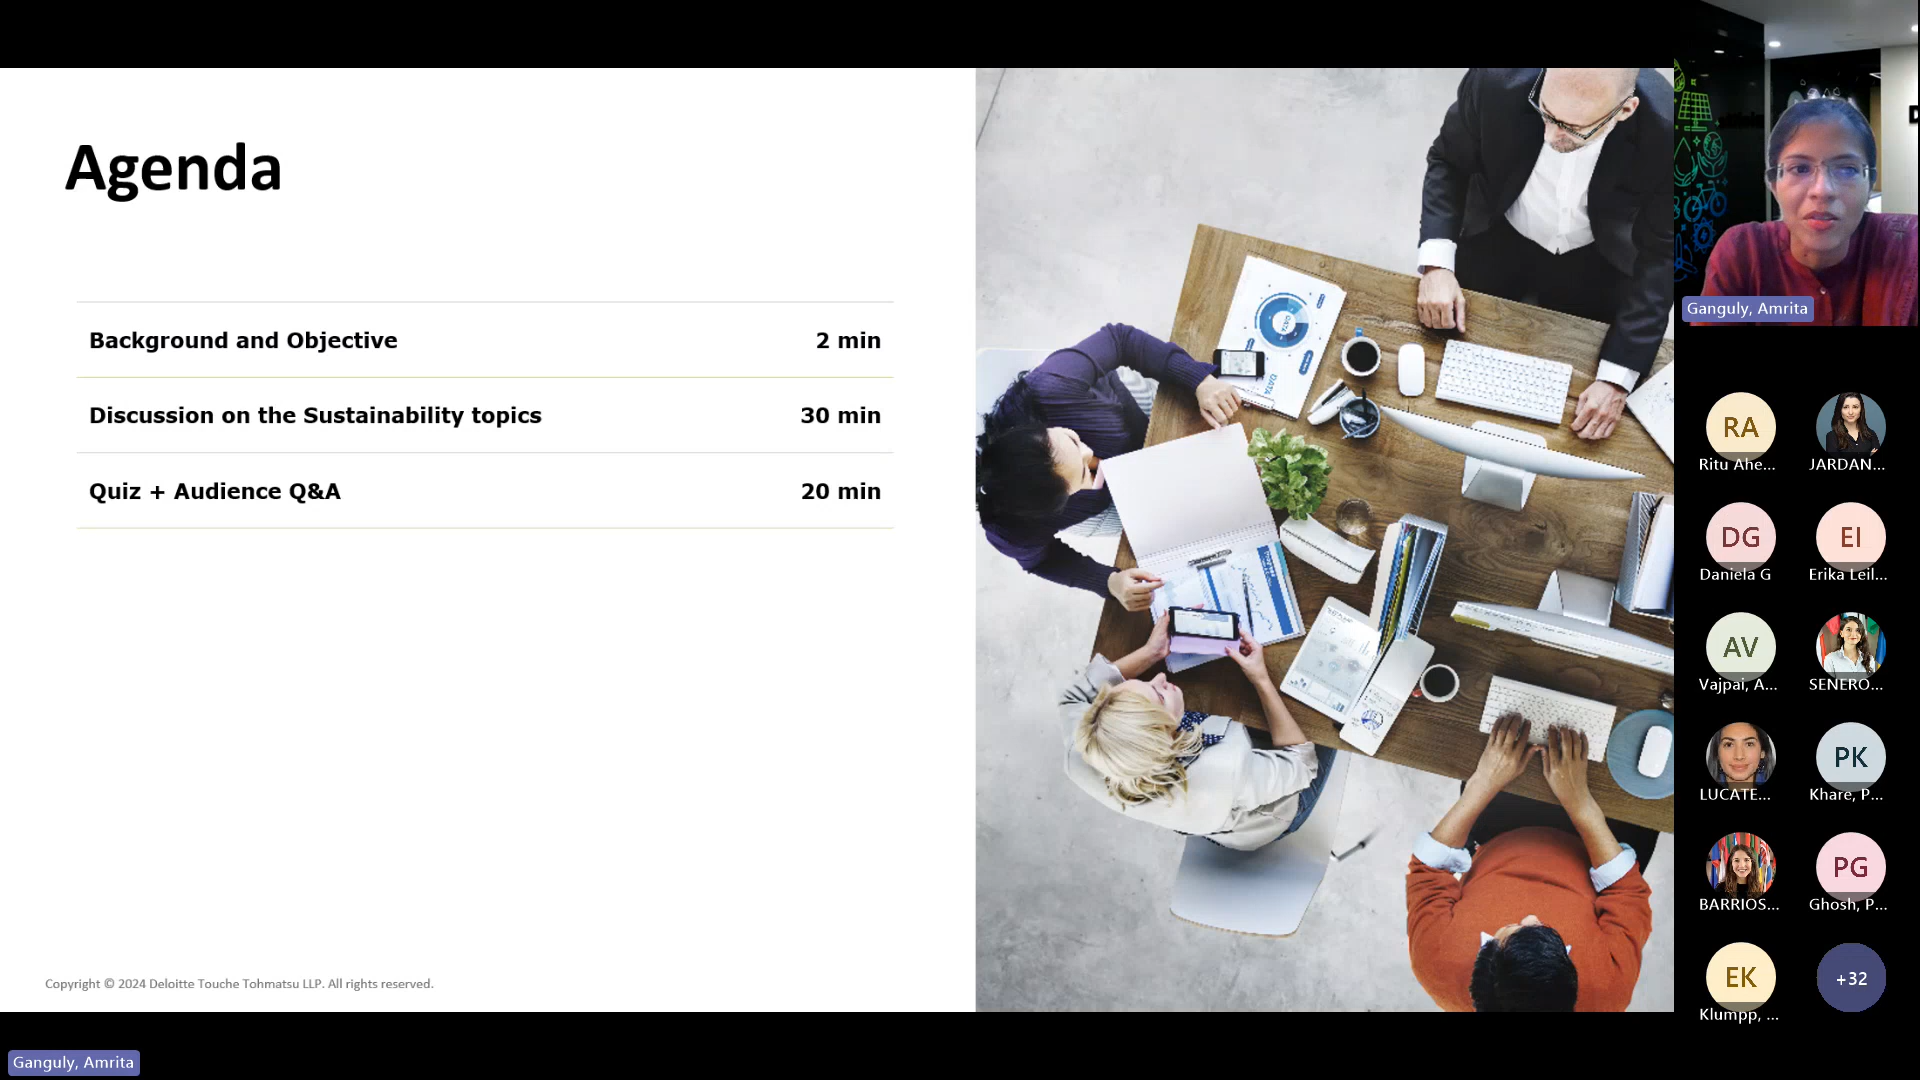 Agenda
Background and Objective 2 min
Discussion on the Sustainability topics 30 min
Quiz + Audience Q&A 20 min
Copyright © 2024 Deloitte Touche Tohmatsu LLP. All rights reserved.
Ganguly, Amrita
DATA
DATA
Ganguly, Amrita
RA
Ritu Ahe...
JARDAN...
DG
Daniela G
EI
Erika Leil...
AV
Vajpai, A...
SENERO...
LUCATE...
PK
Khare, P...
BARRIOS...
PG
Ghosh, P...
EK
Klumpp, ...
+32